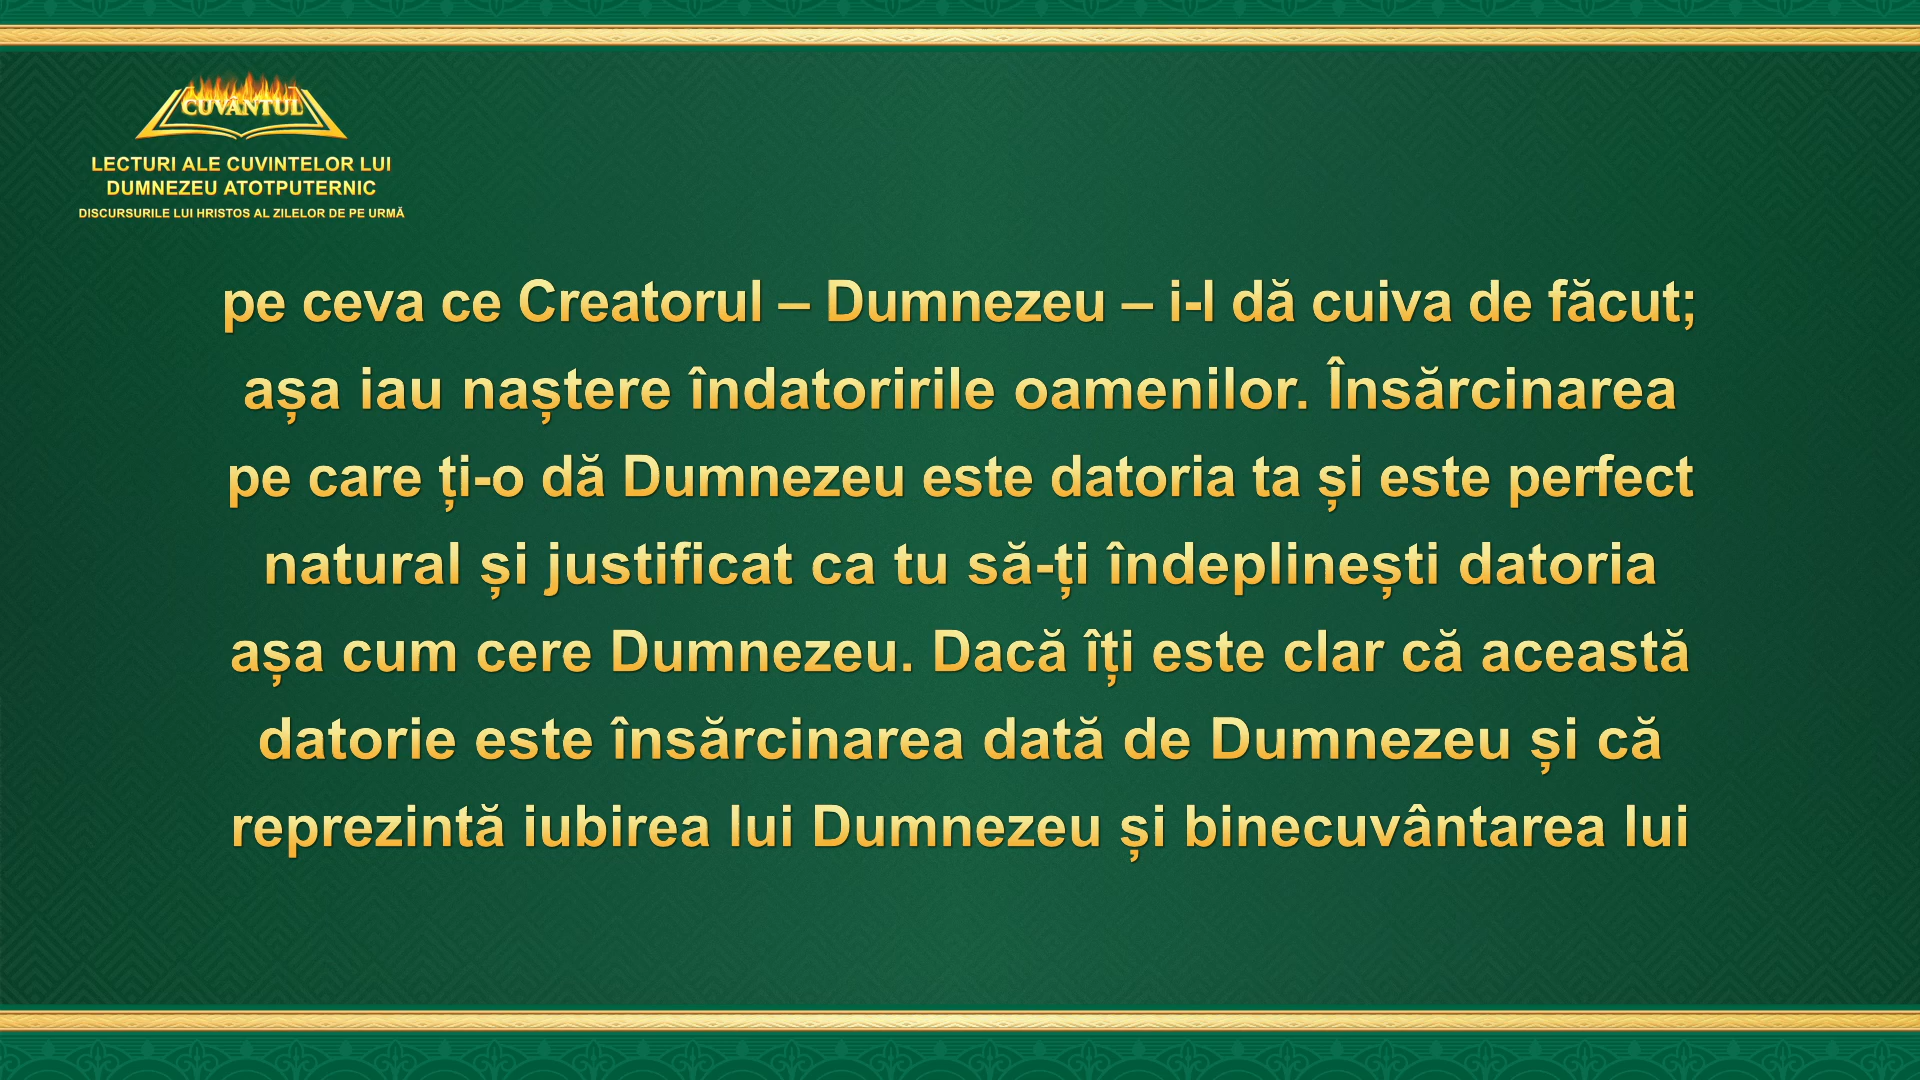 CUVÂNTUL
LECTURI ALE CUVINTELOR LUI
DUMNEZEU ATOTPUTERNIC
DISCURSURILE LUI HRISTOS AL ZILELOR DE PE URMĂ
pe ceva ce Creatorul – Dumnezeu – i-l dă cuiva de făcut;
așa iau naștere îndatoririle oamenilor. Însărcinarea
pe care ți-o dă Dumnezeu este datoria ta și este perfect
natural și justificat ca tu să-ți îndeplinești datoria
așa cum cere Dumnezeu. Dacă îți este clar că această
datorie este însărcinarea dată de Dumnezeu și că
reprezintă iubirea lui Dumnezeu și binecuvântarea lui